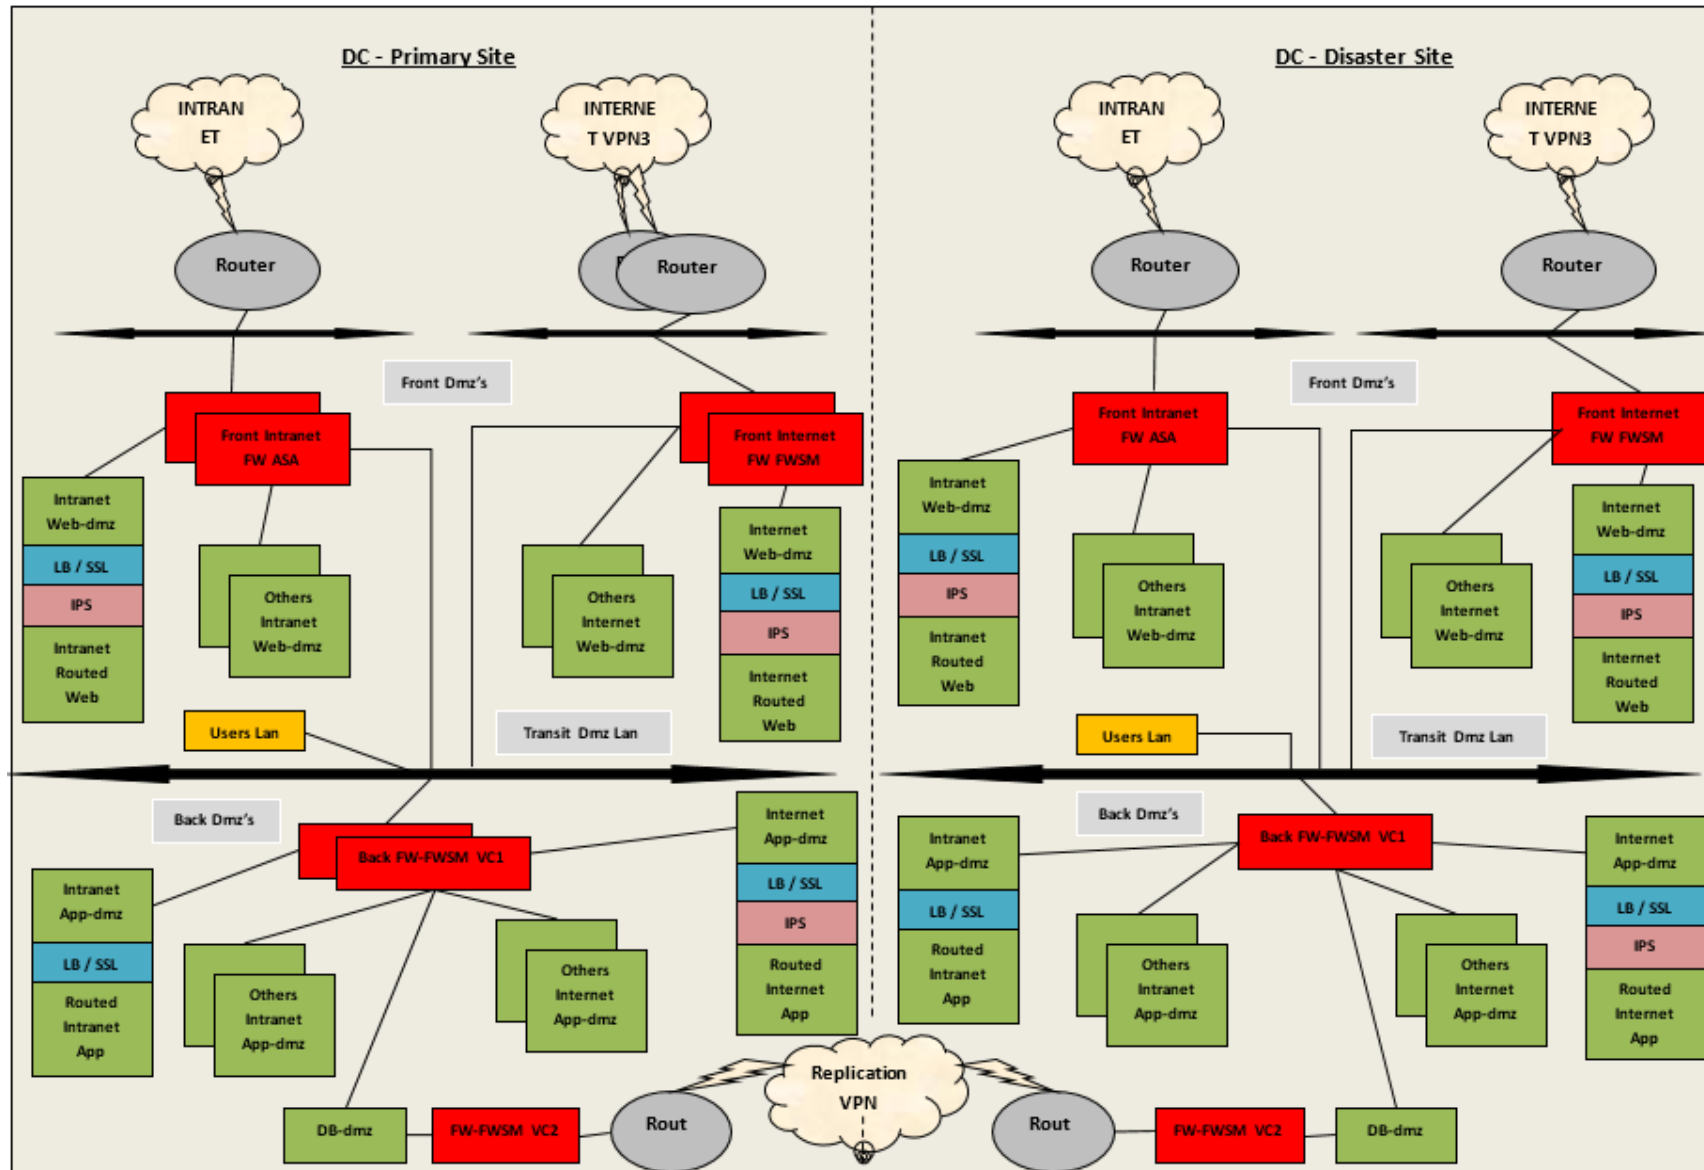 DC - Primary Site
INTRAN
ET
INTERNE
T VPN3
Router
R
Router
Front Dmz's
Front Intranet
FW ASA
Front Internet
FW FWSM
Intranet
Web-dmz
LB / SSL
IPS
Intranet
Routed
Web
Others
Intranet
Web-dmz
Others
Internet
Web-dmz
Internet
Web-dmz
LB / SSL
IPS
Internet
Routed
Web
Users Lan
Transit Dmz Lan
Back Dmz's
Back FW-FWSM VC1
Intranet
App-dmz
LB / SSL
Routed
Intranet
App
Others
Intranet
App-dmz
Others
Internet
App-dmz
Internet
App-dmz
LB / SSL
IPS
Routed
Internet
App
DB-dmz
FW-FWSM VC2
Rout
Replication
VPN
DC - Disaster Site
INTRAN
ET
INTERNE
T VPN3
Router
Router
Front Dmz's
Front Intranet
FW ASA
Front Internet
FW FWSM
Intranet
Web-dmz
LB / SSL
IPS
Intranet
Routed
Web
Others
Intranet
Web-dmz
Others
Internet
Web-dmz
Internet
Web-dmz
LB / SSL
IPS
Internet
Routed
Web
Users Lan
Transit Dmz Lan
Back Dmz's
Back FW-FWSM VC1
Intranet
App-dmz
LB / SSL
Routed
Intranet
App
Others
Intranet
App-dmz
Others
Internet
App-dmz
Internet
App-dmz
LB / SSL
IPS
Routed
Internet
App
Rout
FW-FWSM VC2
DB-dmz